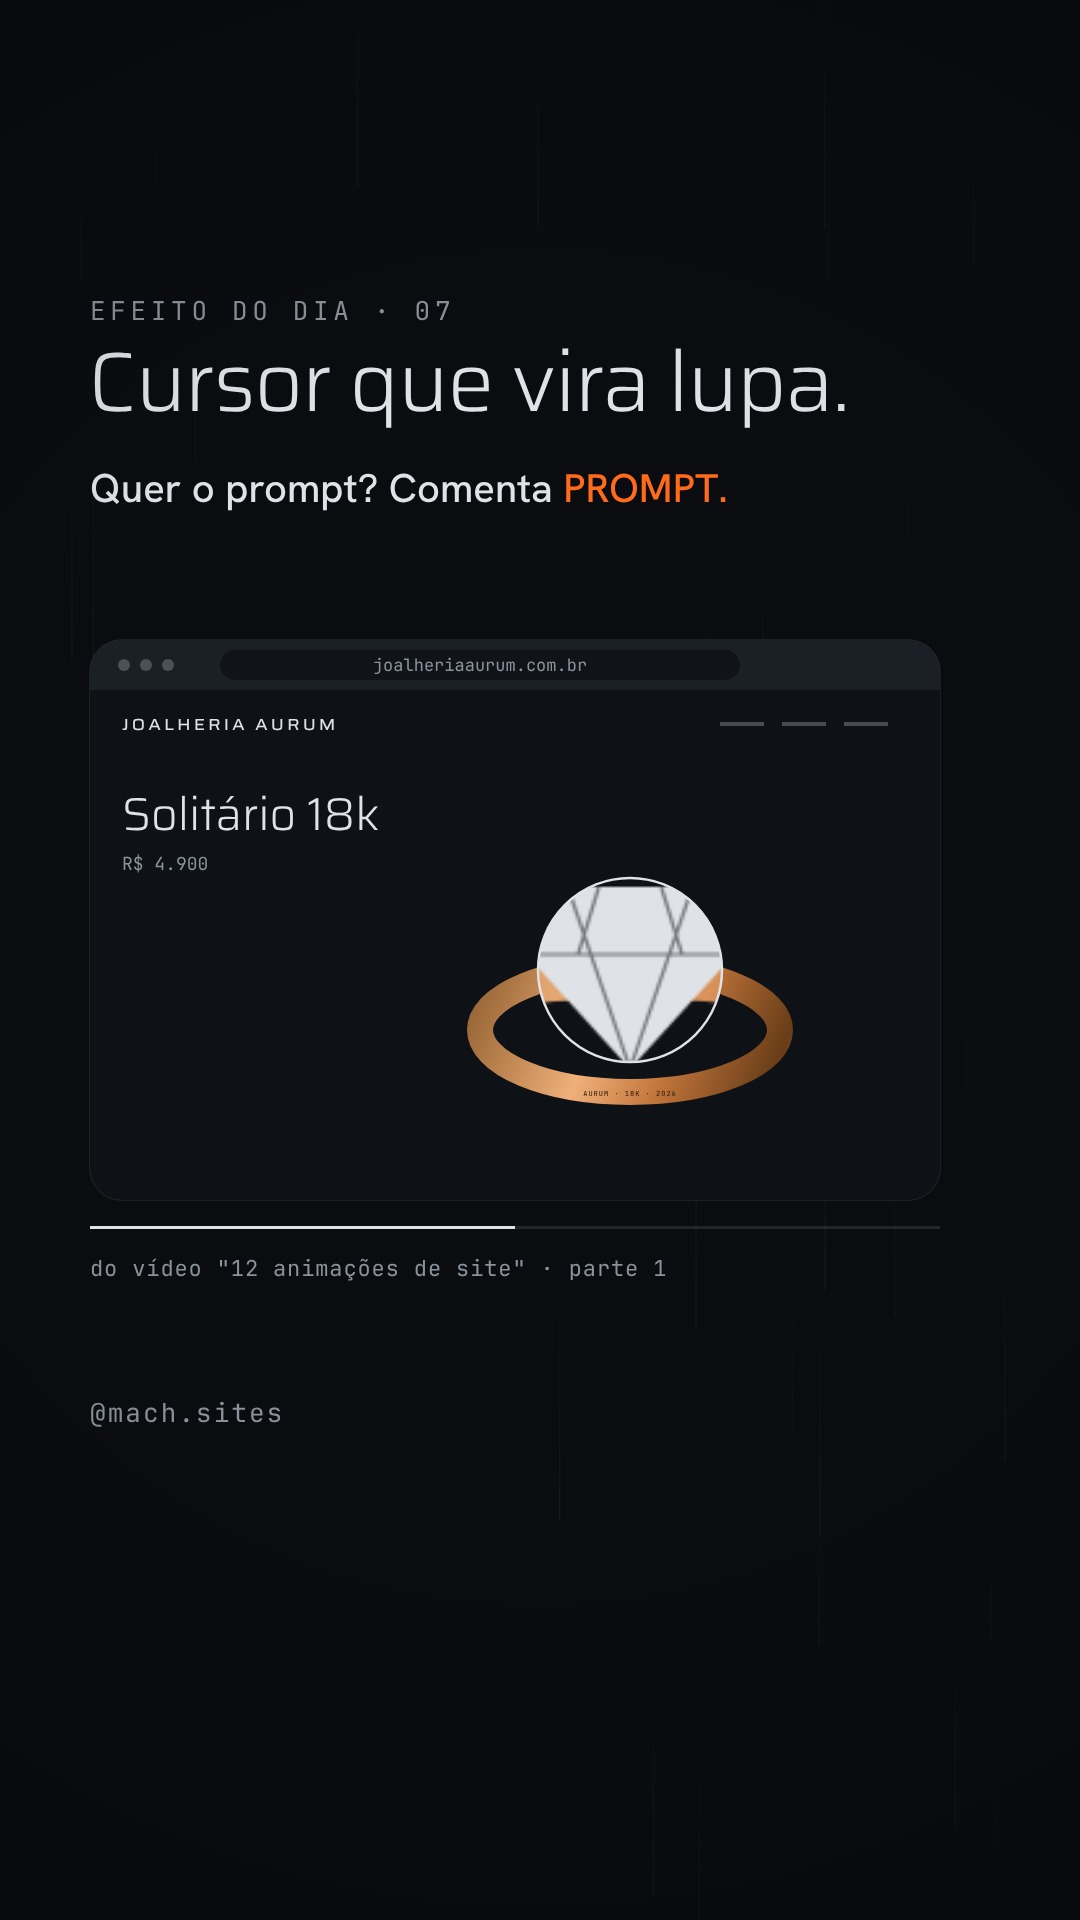 EFEITO DO DIA · 07
Cursor que vira lupa.
Quer o prompt? Comenta PROMPT.
joalheriaaurum.com.br
JOALHERIA AURUM
Solitário 18k
R$ 4.900
AURUM · 18K · 2026
do vídeo "12 animações de site" · parte 1
@mach.sites